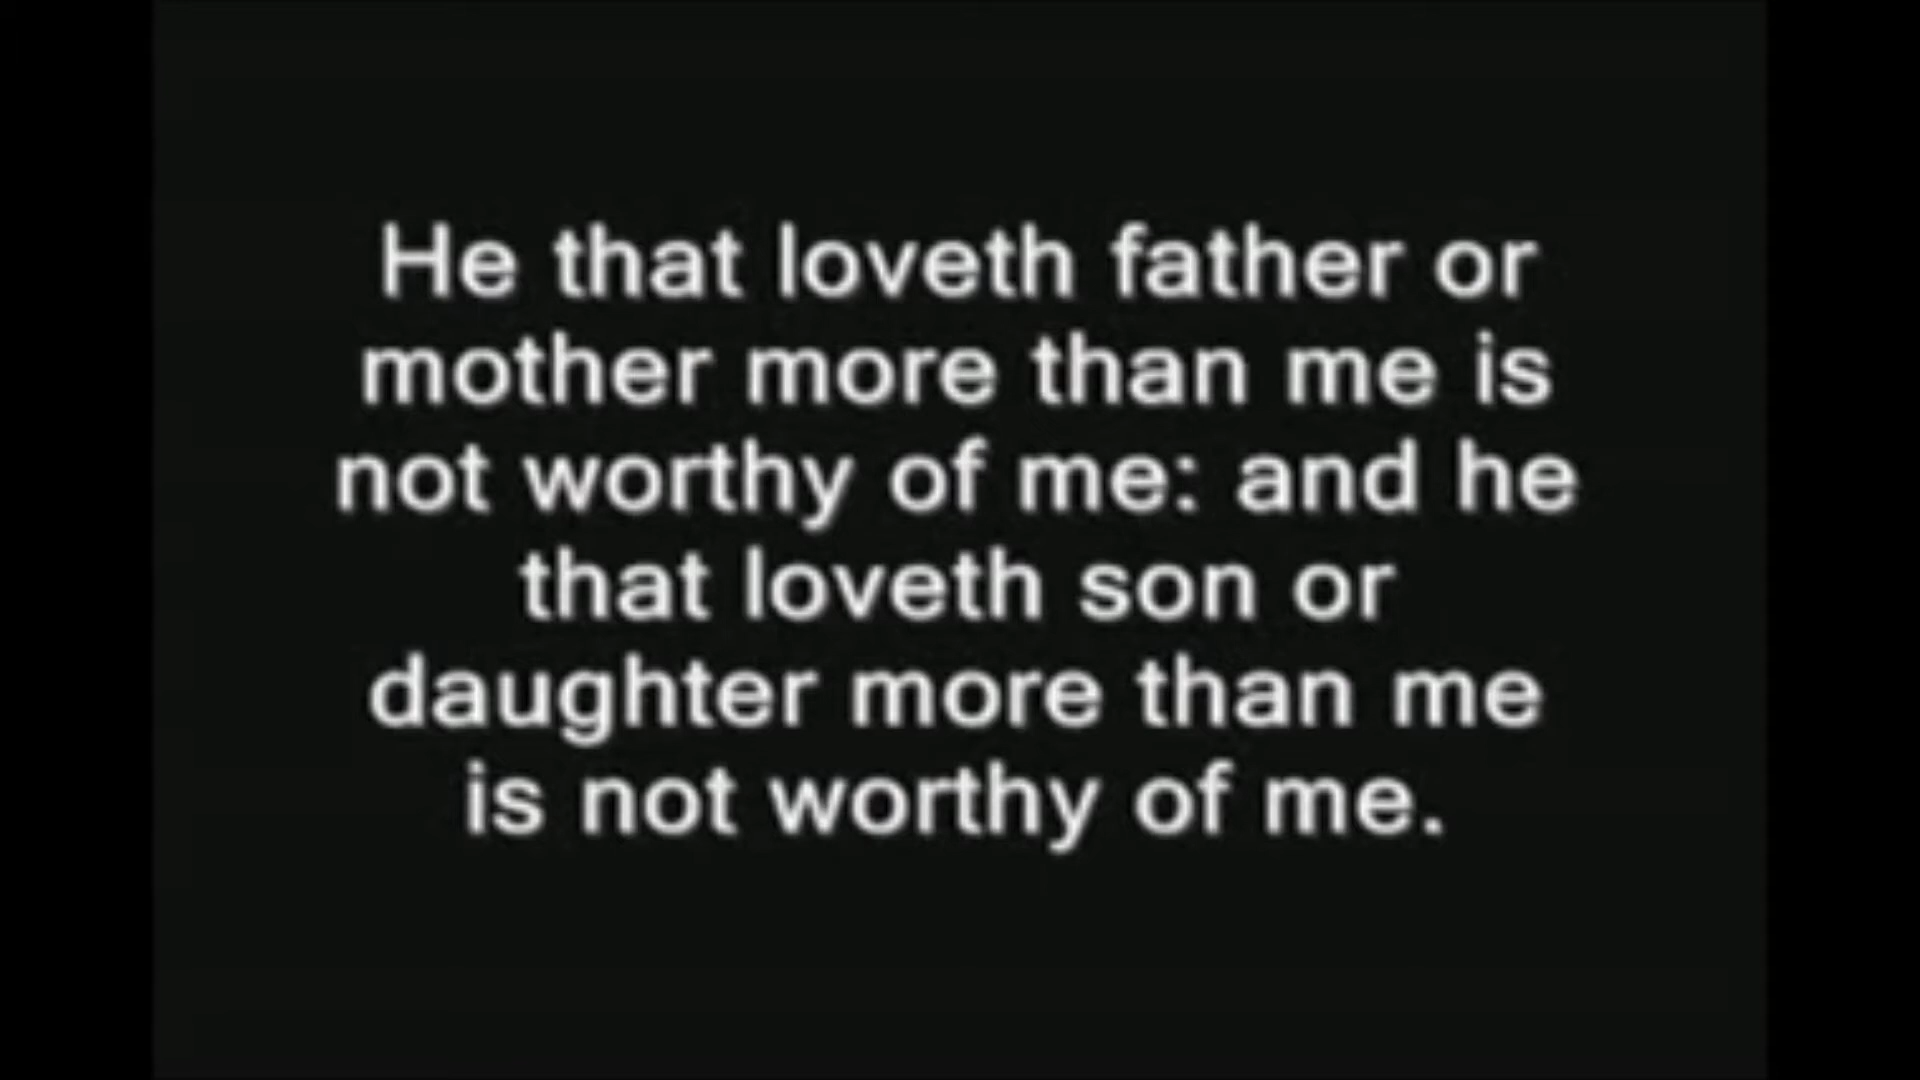 He that loveth father or
mother more than me is
not worthy of me: and he
that loveth son or
daughter more than me
is not worthy of me.